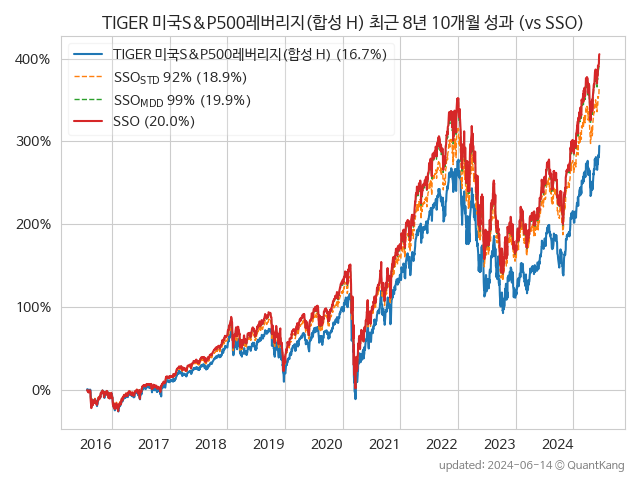 TIGER 미국S&P500레버리지(합성 H) 최근 8년 10개월 성과 (vs SSO)
TIGER 미국S&P500레버리지(합성 H) (16.7%)
SSO_STD 92% (18.9%)
SSO_MDD 99% (19.9%)
SSO (20.0%)
400%
300%
200%
100%
0%
2016 2017 2018 2019 2020 2021 2022 2023 2024
updated: 2024-06-14 © QuantKang